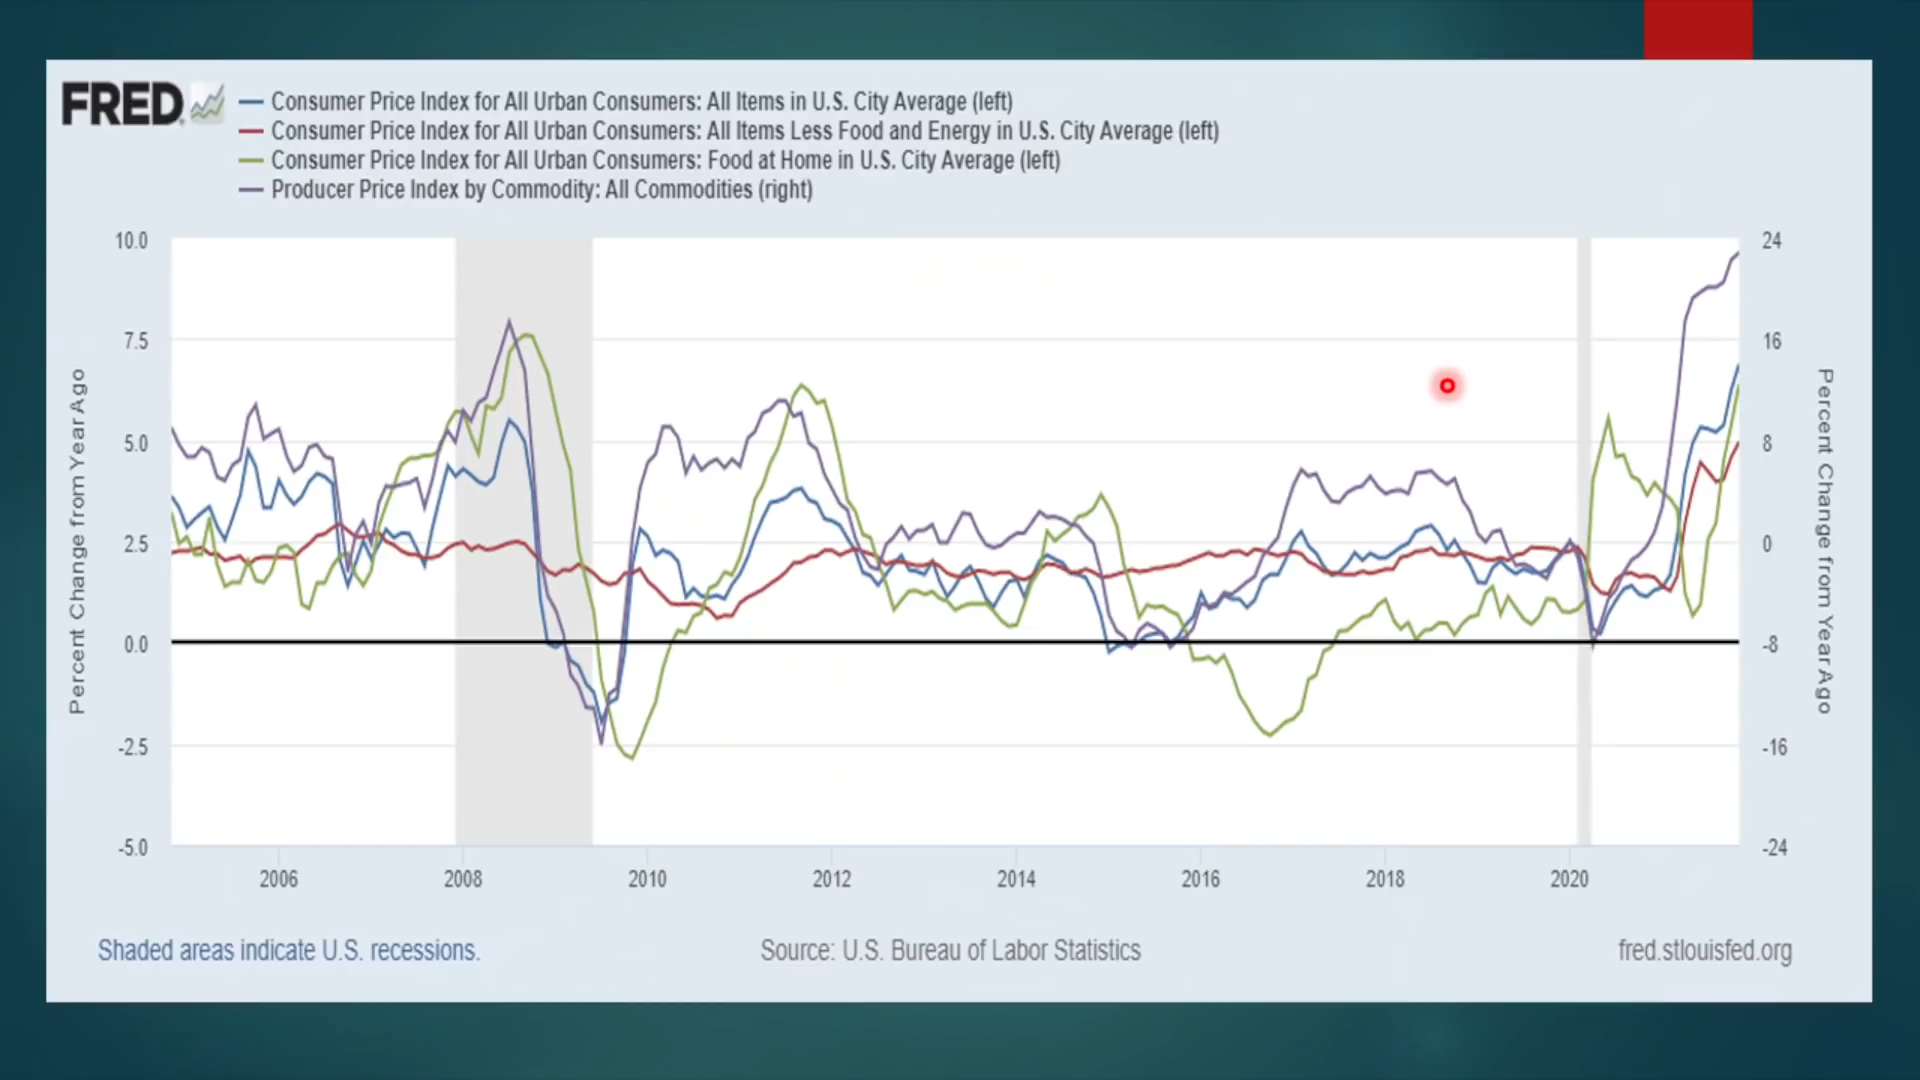 FRED
Consumer Price Index for All Urban Consumers: All Items in U.S. City Average (left)
Consumer Price Index for All Urban Consumers: All Items Less Food and Energy in U.S. City Average (left)
Consumer Price Index for All Urban Consumers: Food at Home in U.S. City Average (left)
Producer Price Index by Commodity: All Commodities (right)
10.0
7.5
5.0
2.5
0.0
-2.5
-5.0
Percent Change from Year Ago
24
16
8
0
-8
-16
-24
Percent Change from Year Ago
2006 2008 2010 2012 2014 2016 2018 2020
Shaded areas indicate U.S. recessions. Source: U.S. Bureau of Labor Statistics fred.stlouisfed.org